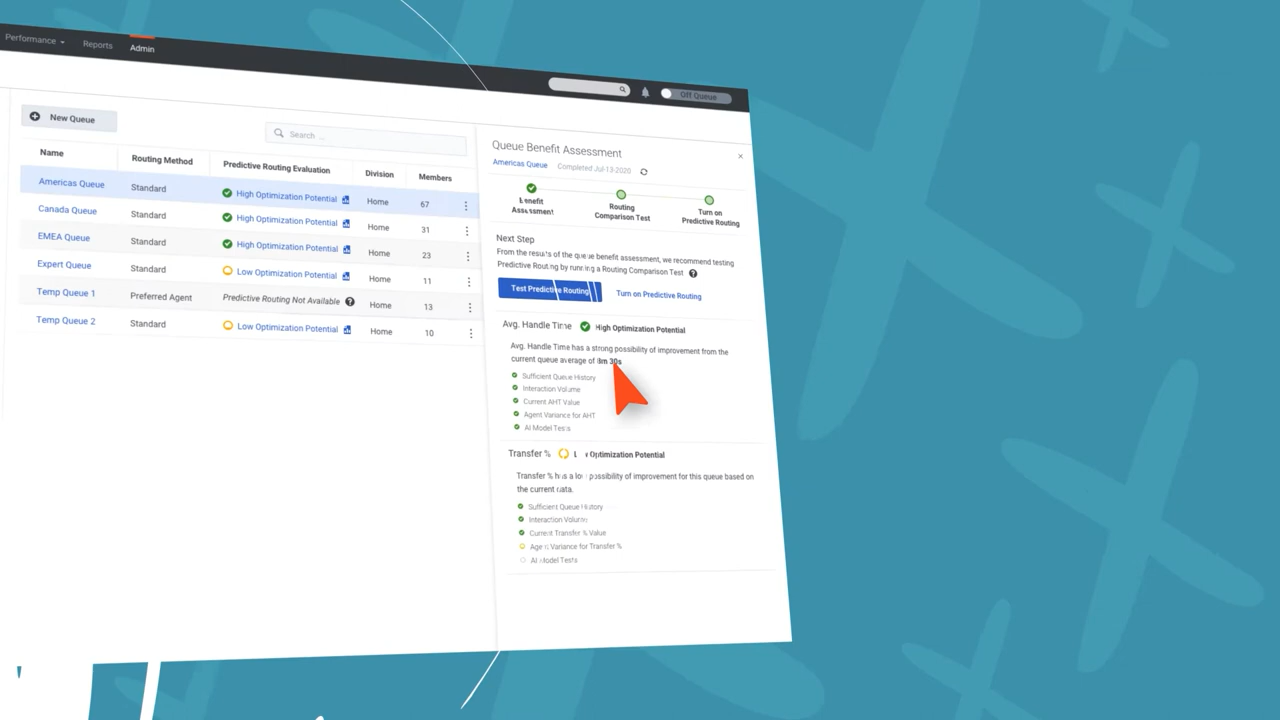 Performance
Reports
Admin
Off Queue
New Queue
Search ...
Name
Routing Method
Predictive Routing Evaluation
Division
Members
Americas Queue
Standard
High Optimization Potential
Home
67
Canada Queue
Standard
High Optimization Potential
Home
31
EMEA Queue
Standard
High Optimization Potential
Home
23
Expert Queue
Standard
Low Optimization Potential
Home
11
Temp Queue 1
Preferred Agent
Predictive Routing Not Available
Home
13
Temp Queue 2
Standard
Low Optimization Potential
Home
10
Queue Benefit Assessment
Americas Queue
Completed Jul-13-2020
Benefit
Assessment
Routing
Comparison Test
Turn on
Predictive Routing
Next Step
From the results of the queue benefit assessment, we recommend testing
Predictive Routing by running a Routing Comparison Test
Test Predictive Routing
Turn on Predictive Routing
Avg. Handle Time
High Optimization Potential
Avg. Handle Time has a strong possibility of improvement from the
current queue average of 8m 30s
Sufficient Queue History
Interaction Volume
Current AHT Value
Agent Variance for AHT
AI Model Tests
Transfer %
Optimization Potential
Transfer % has a low possibility of improvement for this queue based on
the current data.
Sufficient Queue History
Interaction Volume
Current Transfer % Value
Agent Variance for Transfer %
AI Model Tests